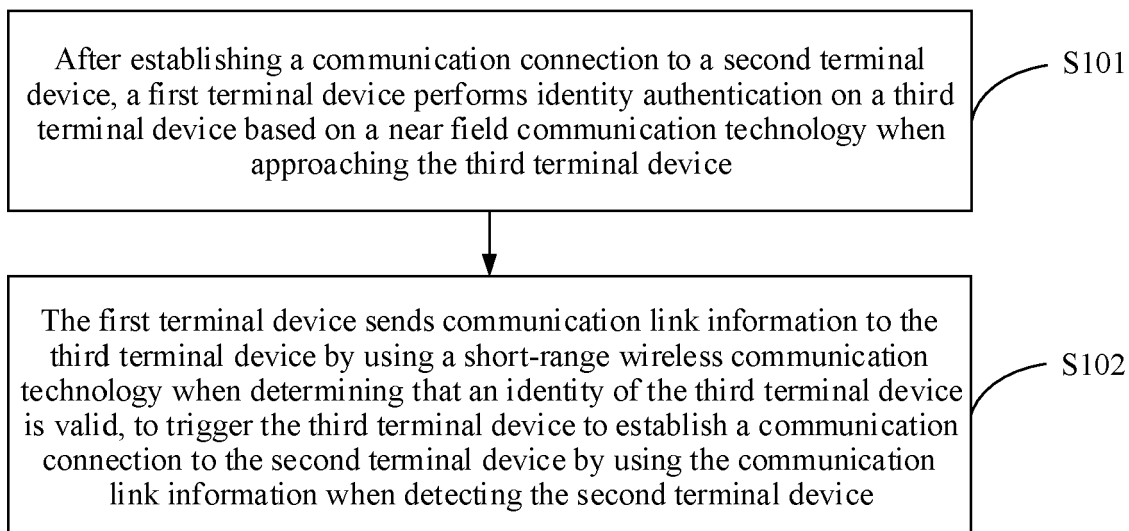 After establishing a communication connection to a second terminal
device, a first terminal device performs identity authentication on a third
terminal device based on a near field communication technology when
approaching the third terminal device
S101
The first terminal device sends communication link information to the
third terminal device by using a short-range wireless communication
technology when determining that an identity of the third terminal device
is valid, to trigger the third terminal device to establish a communication
connection to the second terminal device by using the communication
link information when detecting the second terminal device
S102